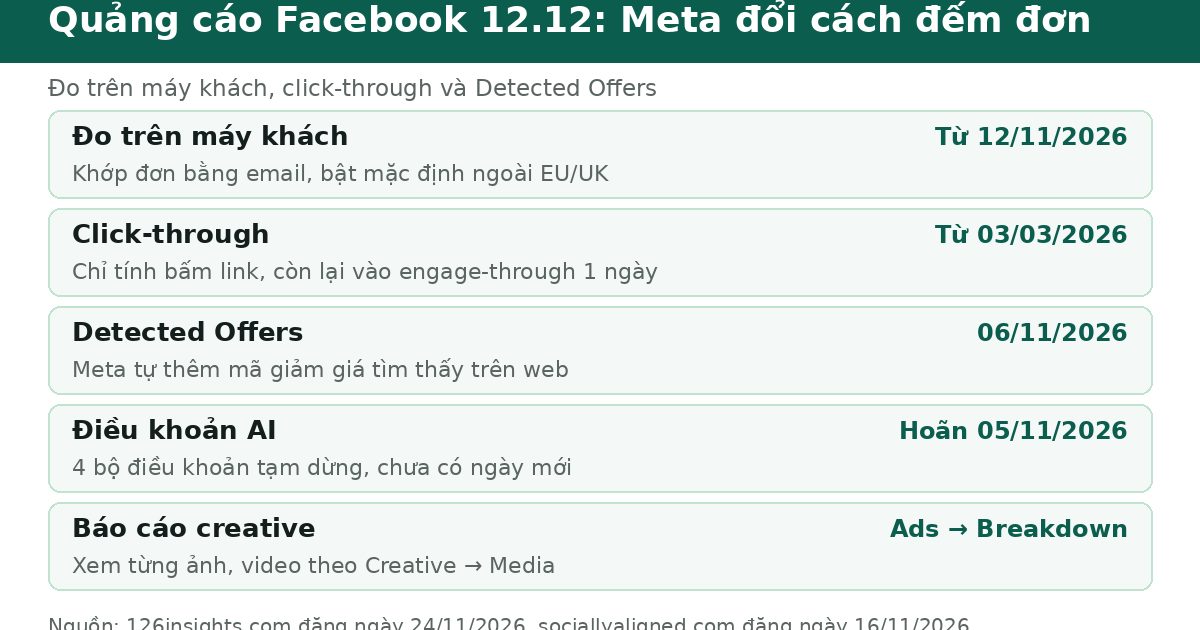 Quảng cáo Facebook 12.12: Meta đổi cách đếm đơn
Đo trên máy khách, click-through và Detected Offers
Đo trên máy khách
Từ 12/11/2026
Khớp đơn bằng email, bật mặc định ngoài EU/UK
Click-through
Từ 03/03/2026
Chỉ tính bấm link, còn lại vào engage-through 1 ngày
Detected Offers
06/11/2026
Meta tự thêm mã giảm giá tìm thấy trên web
Điều khoản AI
Hoãn 05/11/2026
4 bộ điều khoản tạm dừng, chưa có ngày mới
Báo cáo creative
Ads → Breakdown
Xem từng ảnh, video theo Creative → Media
Nguồn: 126insights.com đăng ngày 24/11/2026, sociallyaligned.com đăng ngày 16/11/2026